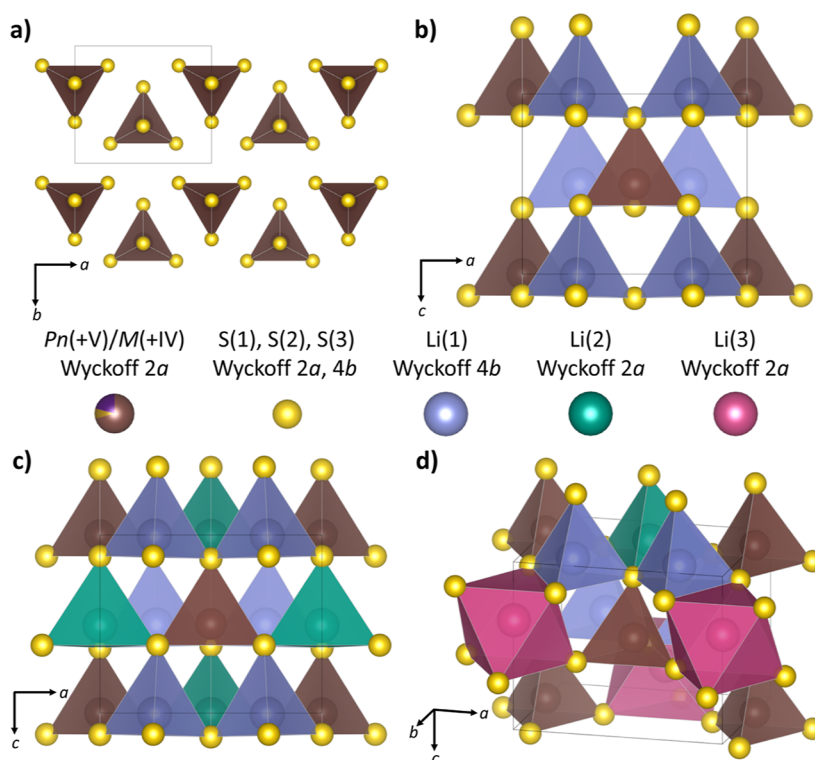 a)
b)
a
b
a
c
Pn(+V)/M(+IV)
Wyckoff 2a
S(1), S(2), S(3)
Wyckoff 2a, 4b
Li(1)
Wyckoff 4b
Li(2)
Wyckoff 2a
Li(3)
Wyckoff 2a
c)
d)
a
c
b
a
c